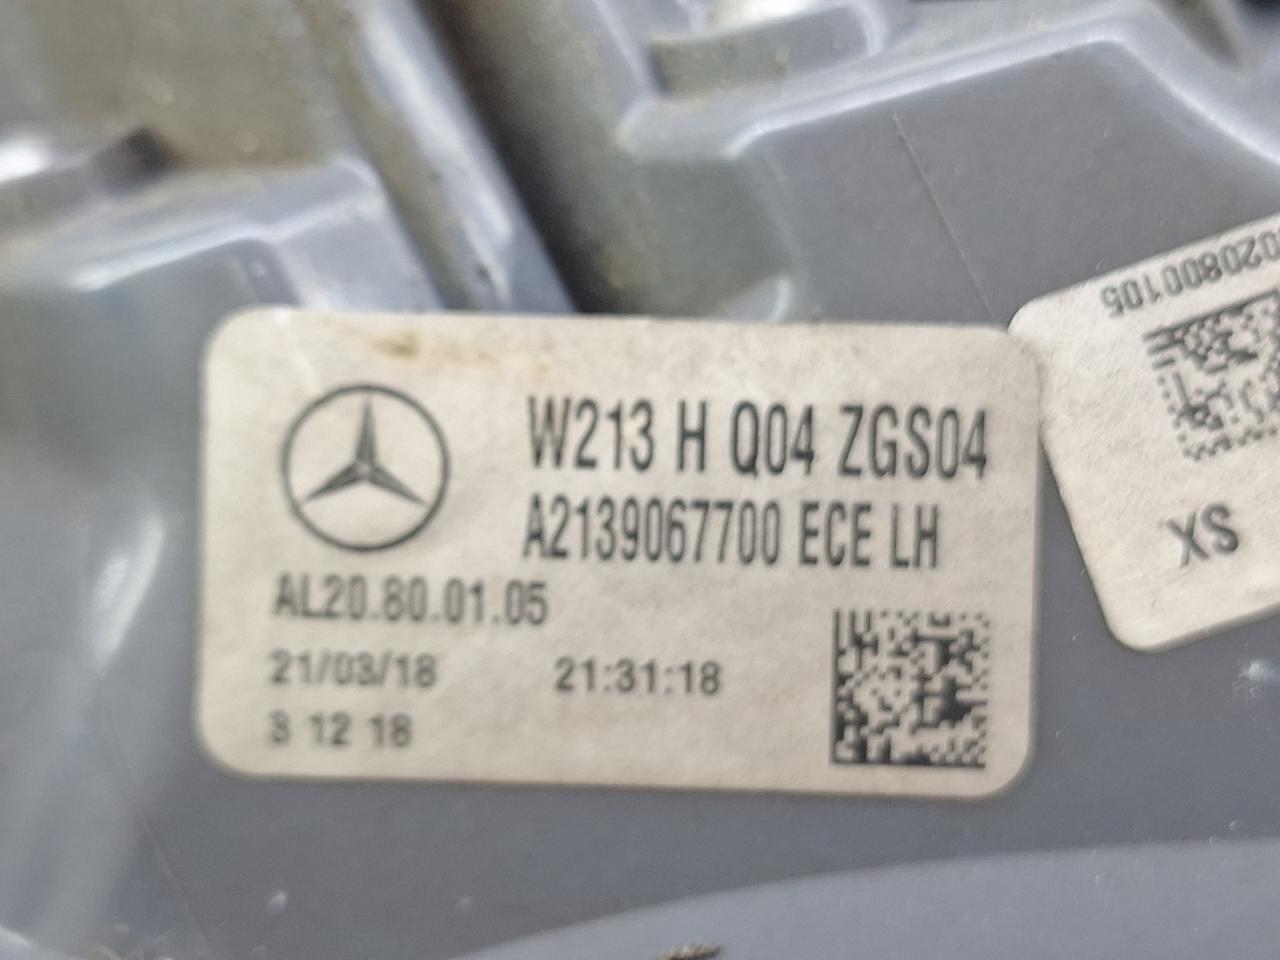 W213 H Q04 ZGS04
A2139067700 ECE LH
AL20.80.01.05
21/03/18 21:31:18
3 12 18
020800105
XS